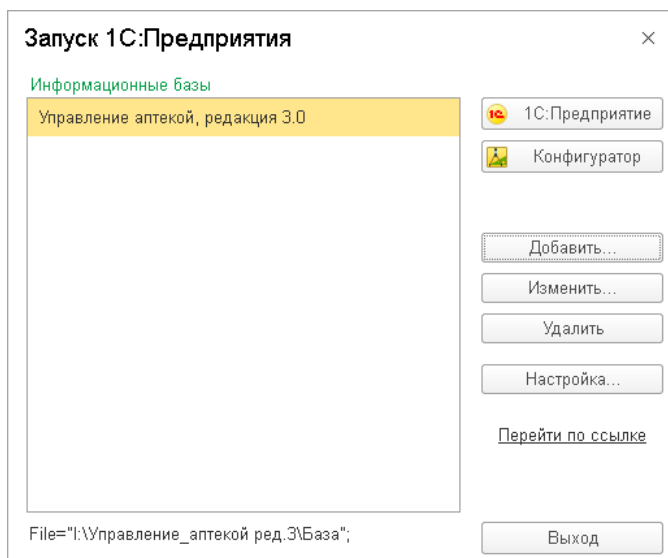 Запуск 1С:Предприятия
Информационные базы
Управление аптекой, редакция 3.0
1С:Предприятие
Конфигуратор
Добавить...
Изменить...
Удалить
Настройка...
Перейти по ссылке
File="I:\Управление_аптекой ред.3\База";
Выход